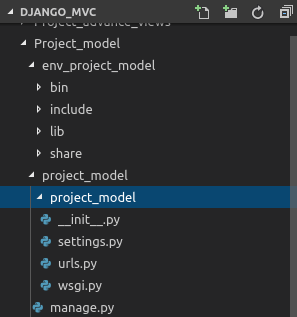 DJANGO_MVC
Project_advance_views
Project_model
env_project_model
bin
include
lib
share
project_model
project_model
__init__.py
settings.py
urls.py
wsgi.py
manage.py